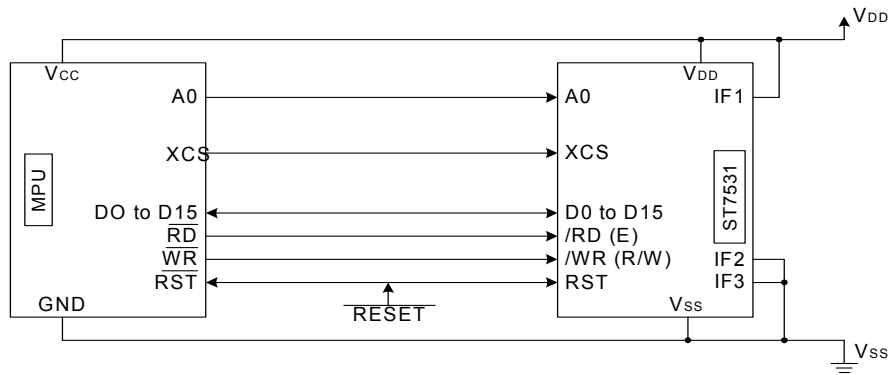 VDD
VCC
VDD
A0
A0
IF1
XCS
XCS
MPU
ST7531
DO to D15
D0 to D15
RD
/RD (E)
WR
/WR (R/W)
IF2
RST
RST
IF3
GND
RESET
VSS
VSS